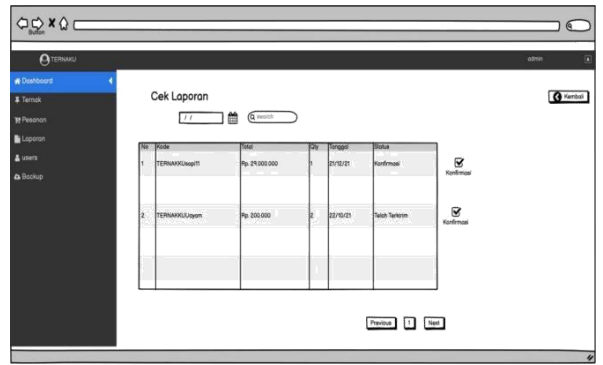 Button
TERNAKU
admin
Dashboard
Ternak
Pesanan
Laporan
users
Backup
Cek Laporan
Kembali
/ /
search
No Kode Total Qty Tanggal Status
1 TERNAKKUsapi11 Rp. 29.000.000 1 21/12/21 Konfirmasi
Konfirmasi
2 TERNAKKUUayam Rp. 200.000 2 22/10/21 Telah Terkirim
Konfirmasi
Previous 1 Next